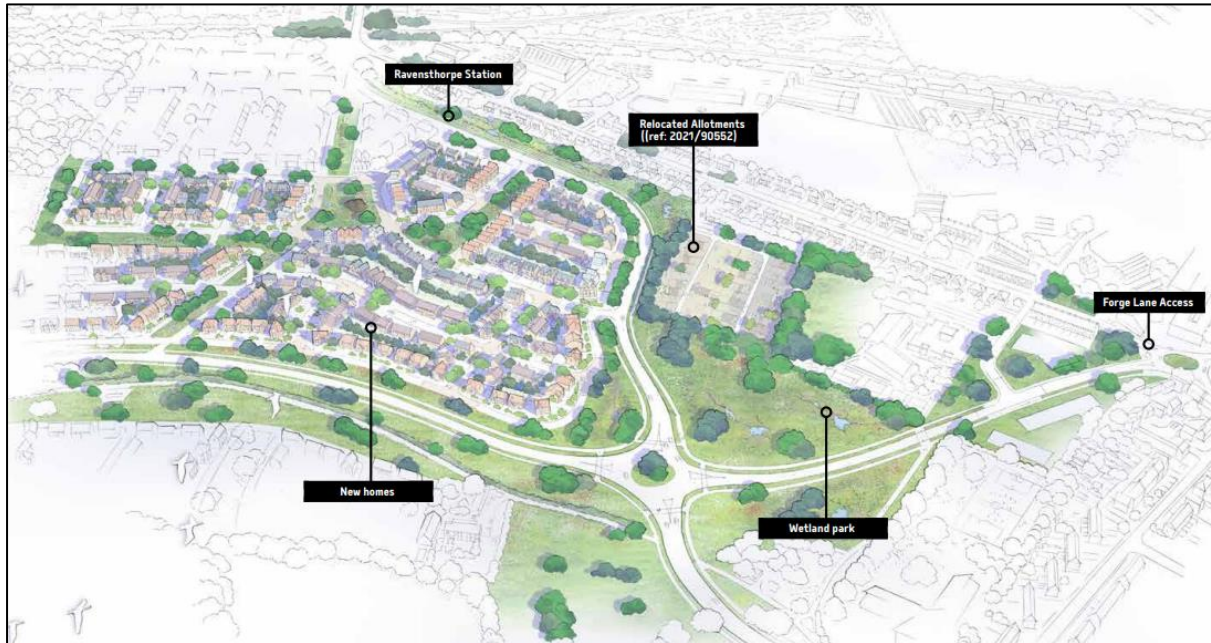 Ravensthorpe Station
Relocated Allotments
((ref: 2021/90552)
Forge Lane Access
New homes
Wetland park